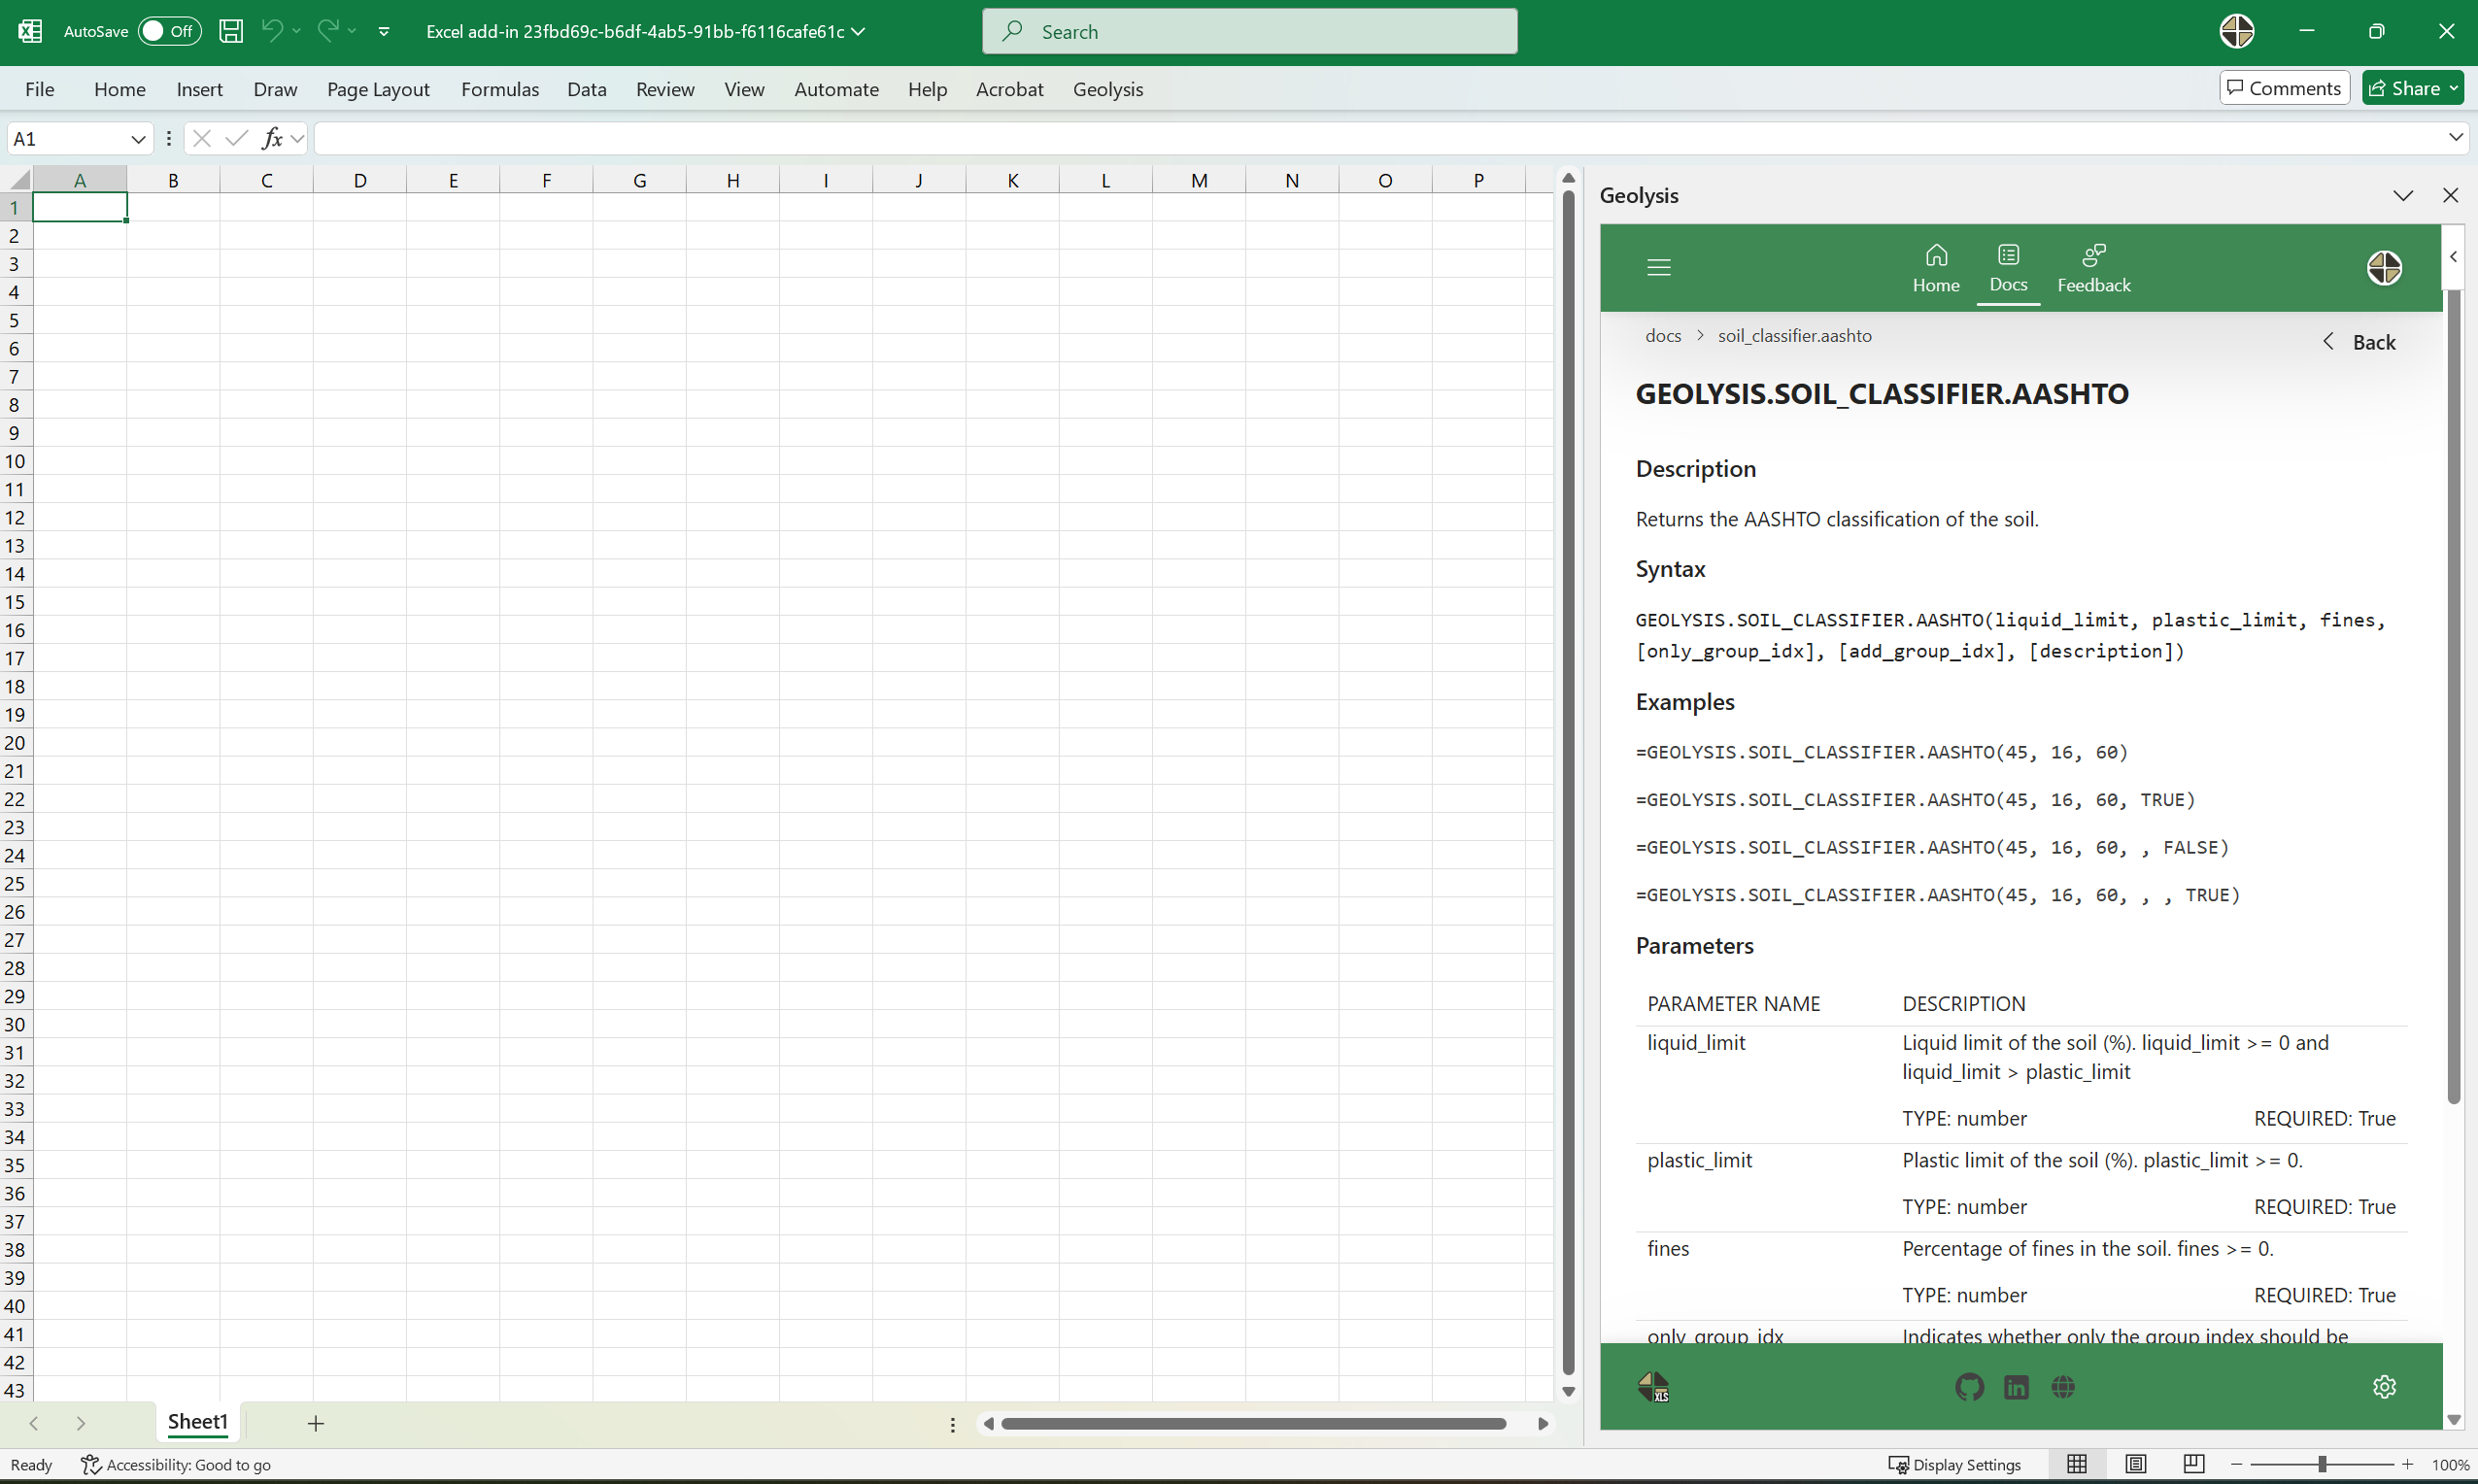 AutoSave Off Excel add-in 23fbd69c-b6df-4ab5-91bb-f6116cafe61c Search
File Home Insert Draw Page Layout Formulas Data Review View Automate Help Acrobat Geolysis Comments Share
A1 fx
A B C D E F G H I J K L M N O P
1
2
3
4
5
6
7
8
9
10
11
12
13
14
15
16
17
18
19
20
21
22
23
24
25
26
27
28
29
30
31
32
33
34
35
36
37
38
39
40
41
42
43
Geolysis
Home Docs Feedback
docs > soil_classifier.aashto Back
GEOLYSIS.SOIL_CLASSIFIER.AASHTO
Description
Returns the AASHTO classification of the soil.
Syntax
GEOLYSIS.SOIL_CLASSIFIER.AASHTO(liquid_limit, plastic_limit, fines,
[only_group_idx], [add_group_idx], [description])
Examples
=GEOLYSIS.SOIL_CLASSIFIER.AASHTO(45, 16, 60)
=GEOLYSIS.SOIL_CLASSIFIER.AASHTO(45, 16, 60, TRUE)
=GEOLYSIS.SOIL_CLASSIFIER.AASHTO(45, 16, 60, , FALSE)
=GEOLYSIS.SOIL_CLASSIFIER.AASHTO(45, 16, 60, , , TRUE)
Parameters
PARAMETER NAME DESCRIPTION
liquid_limit Liquid limit of the soil (%). liquid_limit >= 0 and
liquid_limit > plastic_limit
TYPE: number REQUIRED: True
plastic_limit Plastic limit of the soil (%). plastic_limit >= 0.
TYPE: number REQUIRED: True
fines Percentage of fines in the soil. fines >= 0.
TYPE: number REQUIRED: True
only_group_idx Indicates whether only the group index should be
XLS
Sheet1
Ready Accessibility: Good to go Display Settings 100%